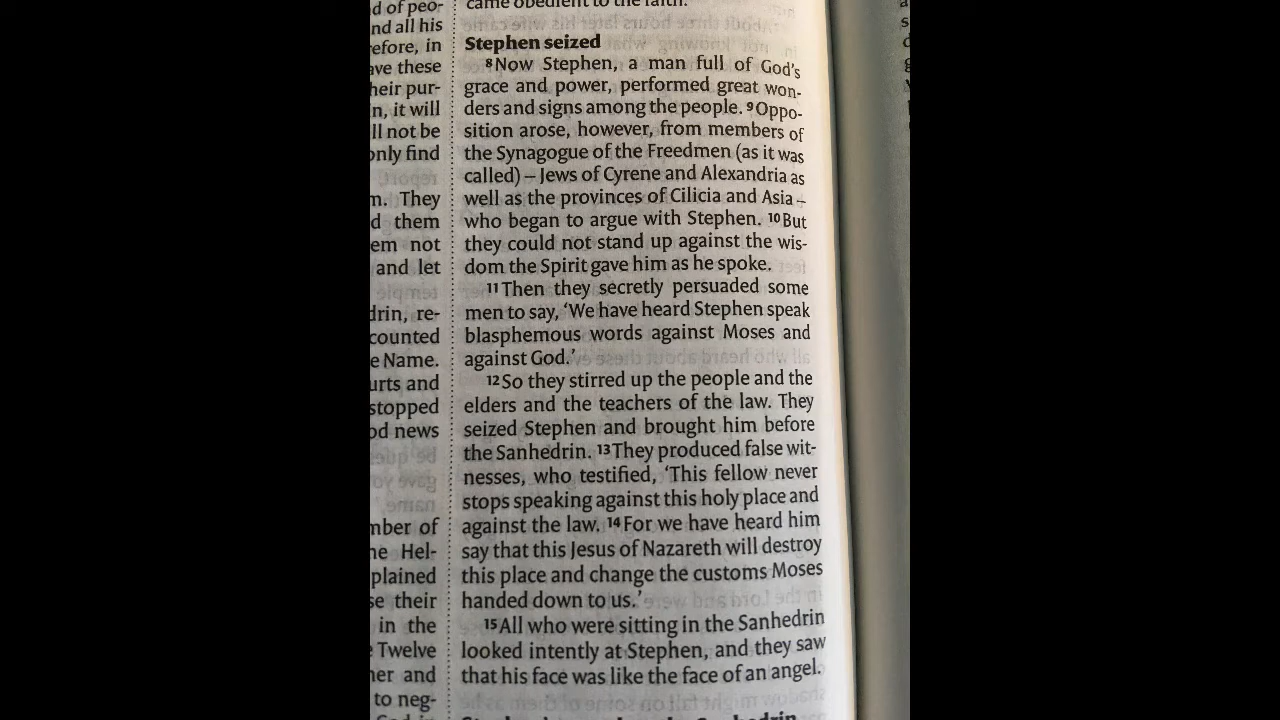 d of peo-
nd all his
efore, in
ave these
heir pur-
n, it will
ll not be
only find
m. They
d them
em not
and let
drin, re-
counted
e Name.
urts and
stopped
od news
mber of
ne Hel-
plained
se their
in the
Twelve
her and
to neg-
came obedient to the faith.
Stephen seized
8Now Stephen, a man full of God's
grace and power, performed great won-
ders and signs among the people. 9Oppo-
sition arose, however, from members of
the Synagogue of the Freedmen (as it was
called) – Jews of Cyrene and Alexandria as
well as the provinces of Cilicia and Asia –
who began to argue with Stephen. 10But
they could not stand up against the wis-
dom the Spirit gave him as he spoke.
11Then they secretly persuaded some
men to say, ‘We have heard Stephen speak
blasphemous words against Moses and
against God.’
12So they stirred up the people and the
elders and the teachers of the law. They
seized Stephen and brought him before
the Sanhedrin. 13They produced false wit-
nesses, who testified, ‘This fellow never
stops speaking against this holy place and
against the law. 14For we have heard him
say that this Jesus of Nazareth will destroy
this place and change the customs Moses
handed down to us.’
15All who were sitting in the Sanhedrin
looked intently at Stephen, and they saw
that his face was like the face of an angel.